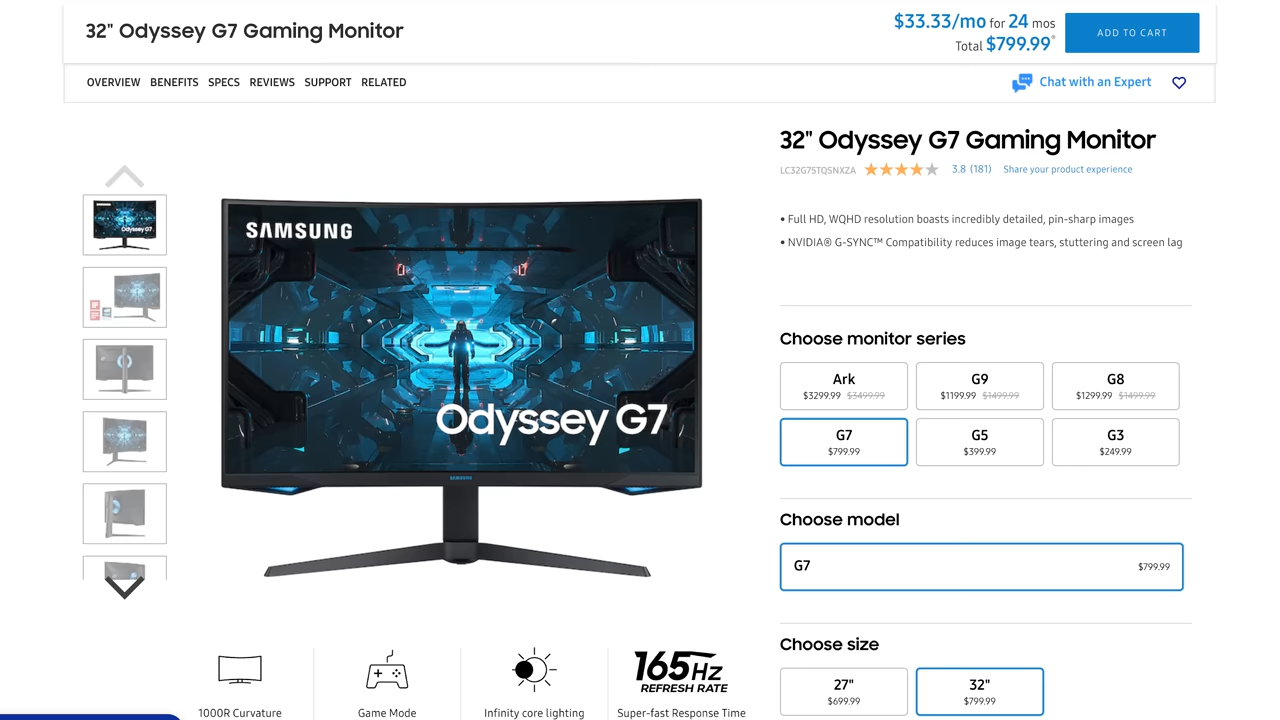 32" Odyssey G7 Gaming Monitor
$33.33/mo for 24 mos
Total $799.99
ADD TO CART
OVERVIEW BENEFITS SPECS REVIEWS SUPPORT RELATED
Chat with an Expert
32" Odyssey G7 Gaming Monitor
LC32G75TQSNXZA 3.8 (181) Share your product experience
• Full HD, WQHD resolution boasts incredibly detailed, pin-sharp images
• NVIDIA® G-SYNC™ Compatibility reduces image tears, stuttering and screen lag
SAMSUNG
Odyssey G7
SAMSUNG
Odyssey G7
Choose monitor series
Ark
$3299.99 $3499.99
G9
$1199.99 $1499.99
G8
$1299.99 $1499.99
G7
$799.99
G5
$399.99
G3
$249.99
Choose model
G7 $799.99
Choose size
27"
$699.99
32"
$799.99
1000R Curvature
Game Mode
Infinity core lighting
165Hz
REFRESH RATE
Super-fast Response Time